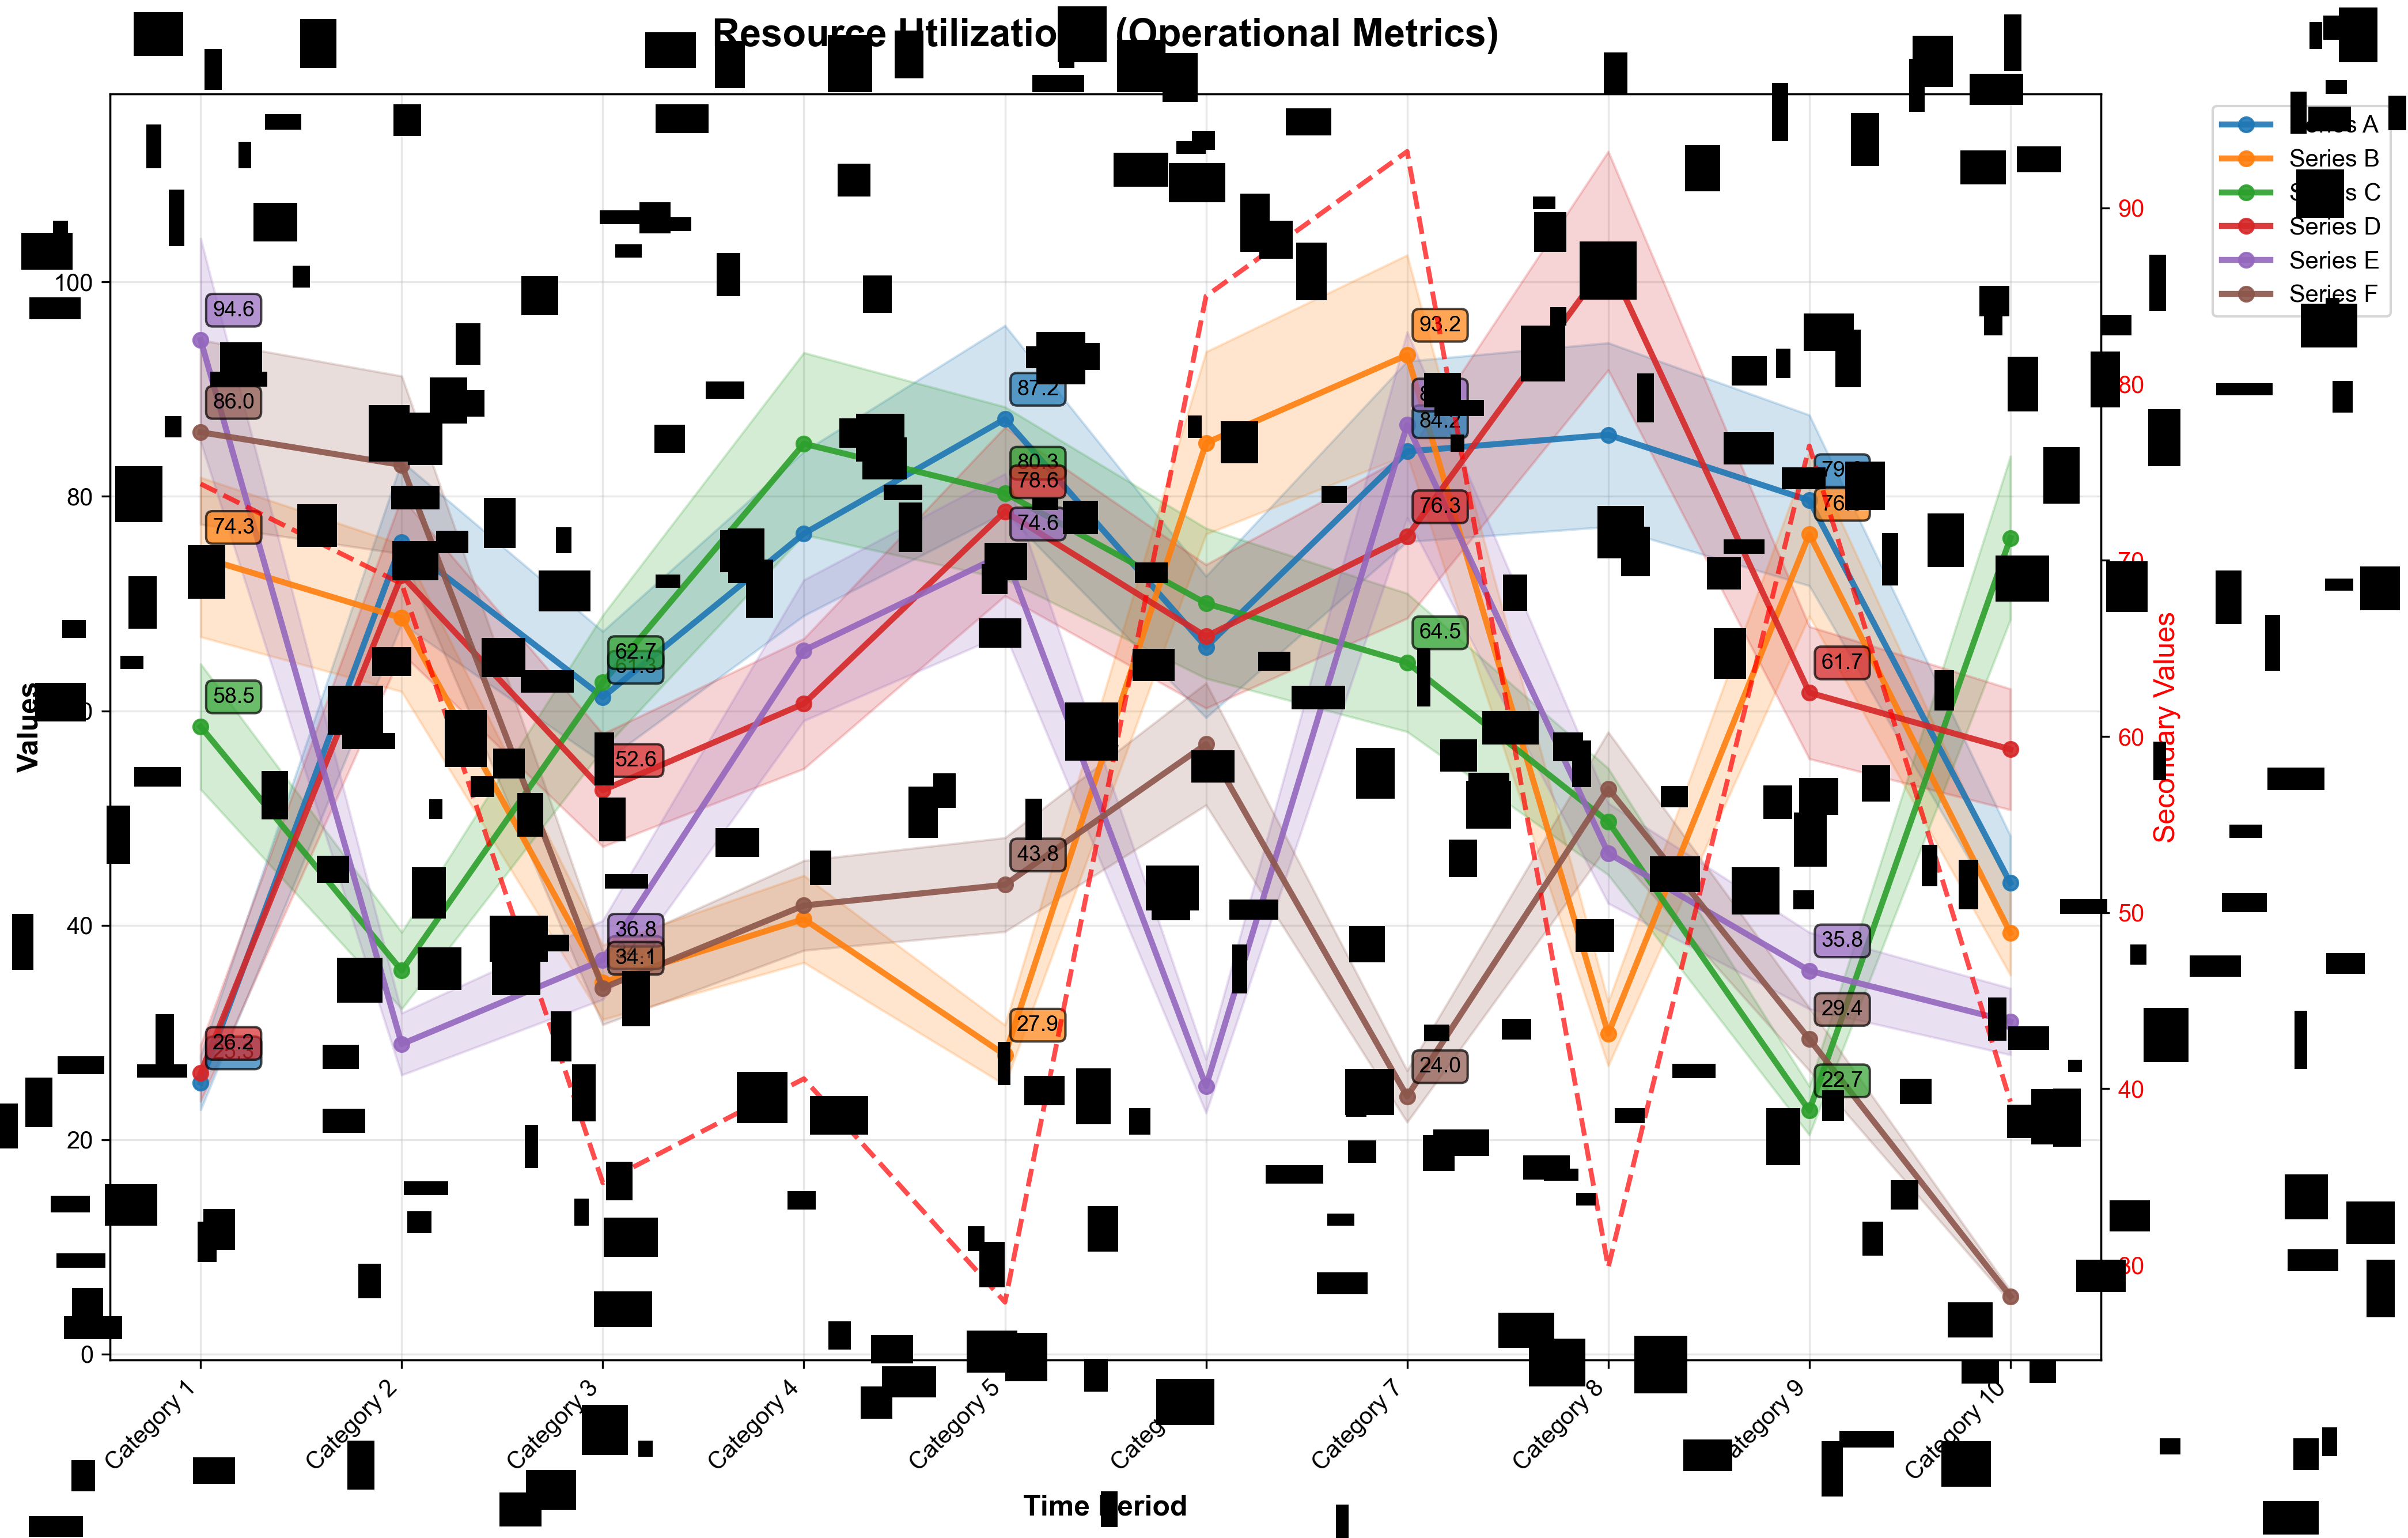 (Operational Metrics)
Series B
Series D
Series E
Series F
90
80
70
60
50
40
100
80
40
20
0
Values
Secondary Values
94.6
86.0
74.3
58.5
26.2
62.7
61.3
52.6
36.8
34.1
87.2
80.3
78.6
74.6
43.8
27.9
93.2
84.2
76.3
64.5
24.0
61.7
35.8
29.4
22.7
Category 1
Category 2
Category 3
Category 4
Category 5
Category 7
Category 8
9
Category 10
Time